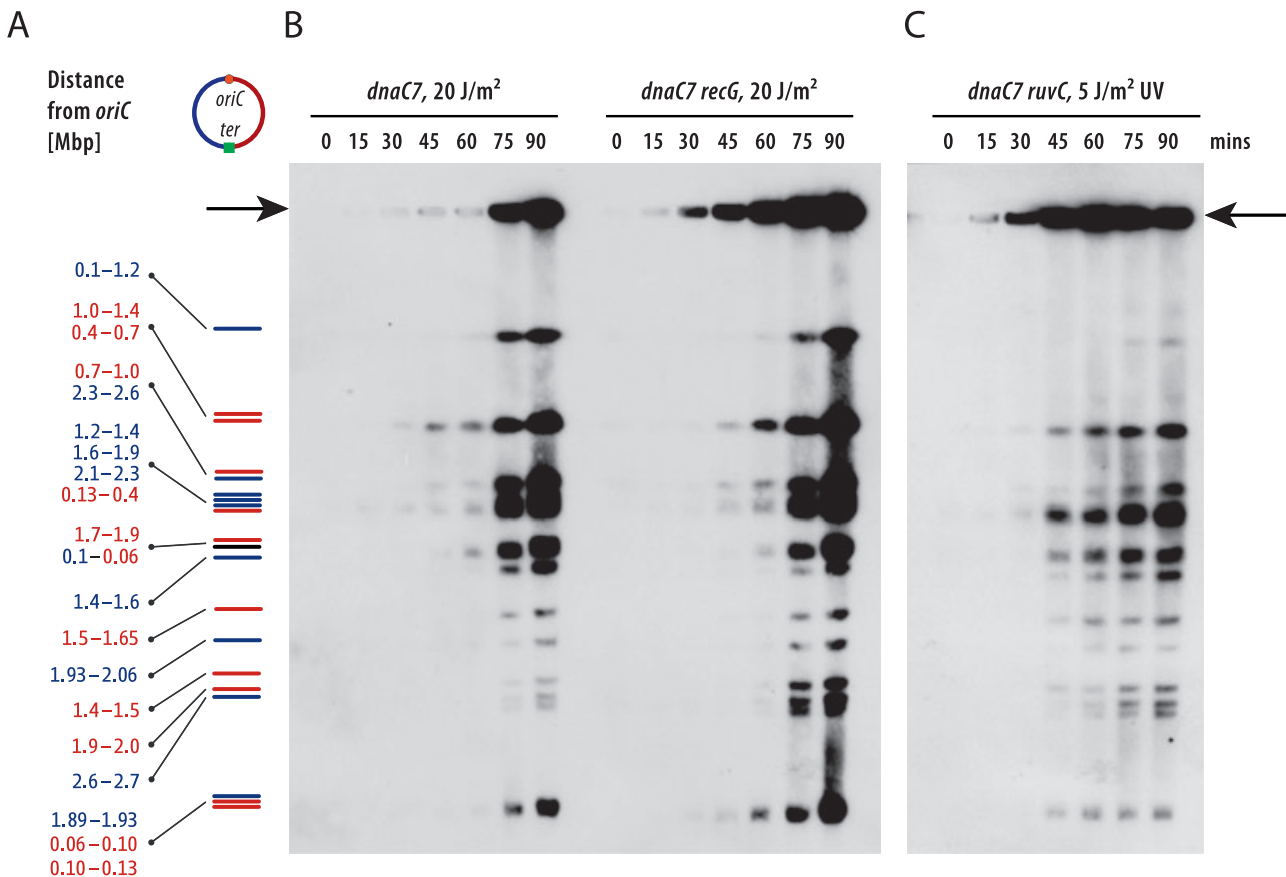 A
B
C
Distance
from oriC
[Mbp]
oriC
ter
dnaC7, 20 J/m²
dnaC7 recG, 20 J/m²
dnaC7 ruvC, 5 J/m² UV
0 15 30 45 60 75 90
0 15 30 45 60 75 90
0 15 30 45 60 75 90 mins
0.1–1.2
1.0–1.4
0.4–0.7
0.7–1.0
2.3–2.6
1.2–1.4
1.6–1.9
2.1–2.3
0.13–0.4
1.7–1.9
0.1–0.06
1.4–1.6
1.5–1.65
1.93–2.06
1.4–1.5
1.9–2.0
2.6–2.7
1.89–1.93
0.06–0.10
0.10–0.13